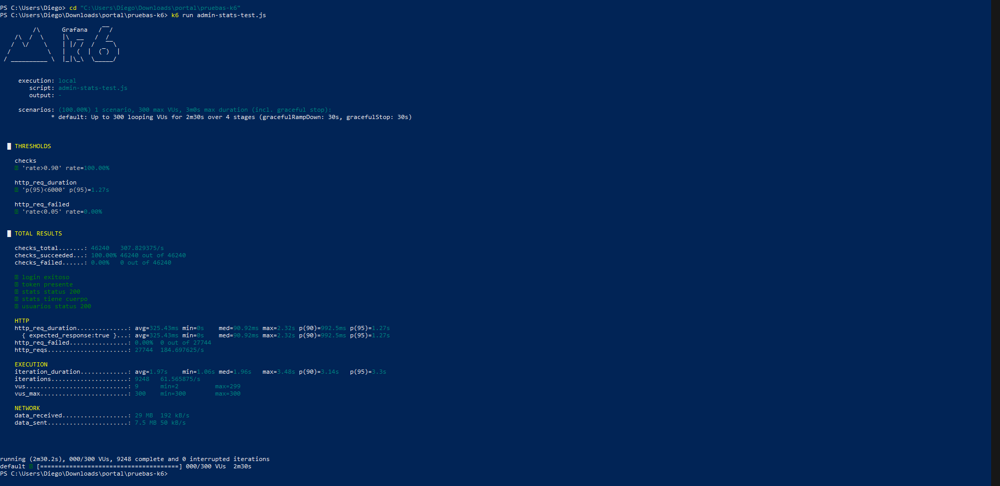 PS C:\Users\Diego> cd "C:\Users\Diego\Downloads\portal\pruebas-k6"
PS C:\Users\Diego\Downloads\portal\pruebas-k6> k6 run admin-stats-test.js
Grafana
execution: local
script: admin-stats-test.js
output: -
scenarios: (100.00%) 1 scenario, 300 max VUs, 3m0s max duration (incl. graceful stop):
* default: Up to 300 looping VUs for 2m30s over 4 stages (gracefulRampDown: 30s, gracefulStop: 30s)
THRESHOLDS
checks
'rate>0.90' rate=100.00%
http_req_duration
'p(95)<6000' p(95)=1.27s
http_req_failed
'rate<0.05' rate=0.00%
TOTAL RESULTS
checks_total.......: 46240 307.829375/s
checks_succeeded...: 100.00% 46240 out of 46240
checks_failed......: 0.00% 0 out of 46240
login exitoso
token presente
stats status 200
stats tiene cuerpo
usuarios status 200
HTTP
http_req_duration..............: avg=325.43ms min=0s med=90.92ms max=2.32s p(90)=992.5ms p(95)=1.27s
{ expected_response:true }...: avg=325.43ms min=0s med=90.92ms max=2.32s p(90)=992.5ms p(95)=1.27s
http_req_failed................: 0.00% 0 out of 27744
http_reqs......................: 27744 184.697625/s
EXECUTION
iteration_duration.............: avg=1.97s min=1.06s med=1.96s max=3.48s p(90)=3.14s p(95)=3.3s
iterations.....................: 9248 61.565875/s
vus............................: 9 min=2 max=299
vus_max........................: 300 min=300 max=300
NETWORK
data_received..................: 29 MB 192 kB/s
data_sent......................: 7.5 MB 50 kB/s
running (2m30.2s), 000/300 VUs, 9248 complete and 0 interrupted iterations
default [======================================] 000/300 VUs 2m30s
PS C:\Users\Diego\Downloads\portal\pruebas-k6>